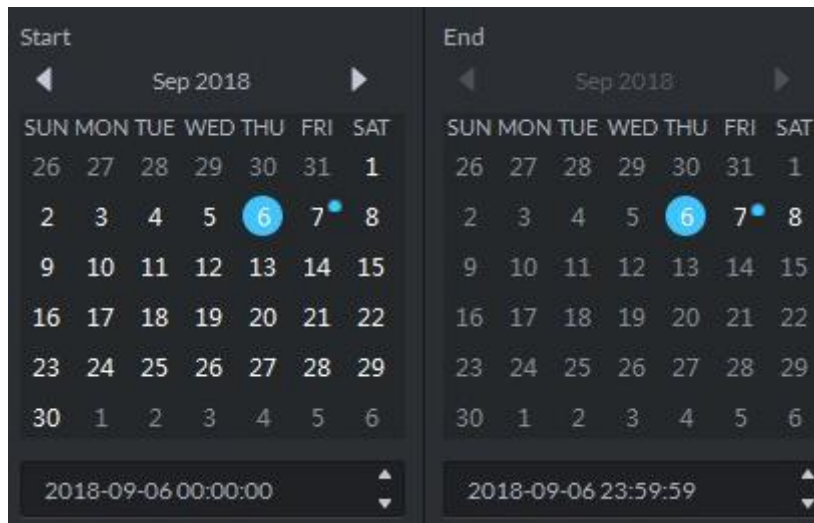 Start
Sep 2018
SUN MON TUE WED THU FRI SAT
26 27 28 29 30 31 1
2 3 4 5 6 7 8
9 10 11 12 13 14 15
16 17 18 19 20 21 22
23 24 25 26 27 28 29
30 1 2 3 4 5 6
2018-09-06 00:00:00
End
Sep 2018
SUN MON TUE WED THU FRI SAT
26 27 28 29 30 31 1
2 3 4 5 6 7 8
9 10 11 12 13 14 15
16 17 18 19 20 21 22
23 24 25 26 27 28 29
30 1 2 3 4 5 6
2018-09-06 23:59:59